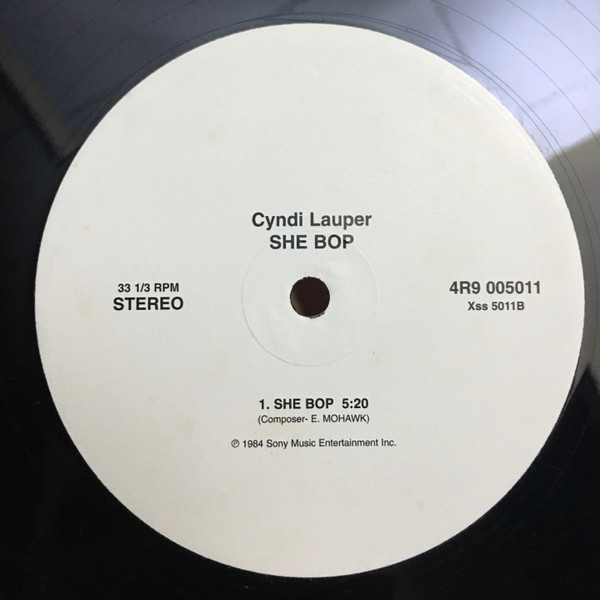 Cyndi Lauper
SHE BOP
33 1/3 RPM
STEREO
4R9 005011
Xss 5011B
1. SHE BOP 5:20
(Composer- E. MOHAWK)
℗ 1984 Sony Music Entertainment Inc.